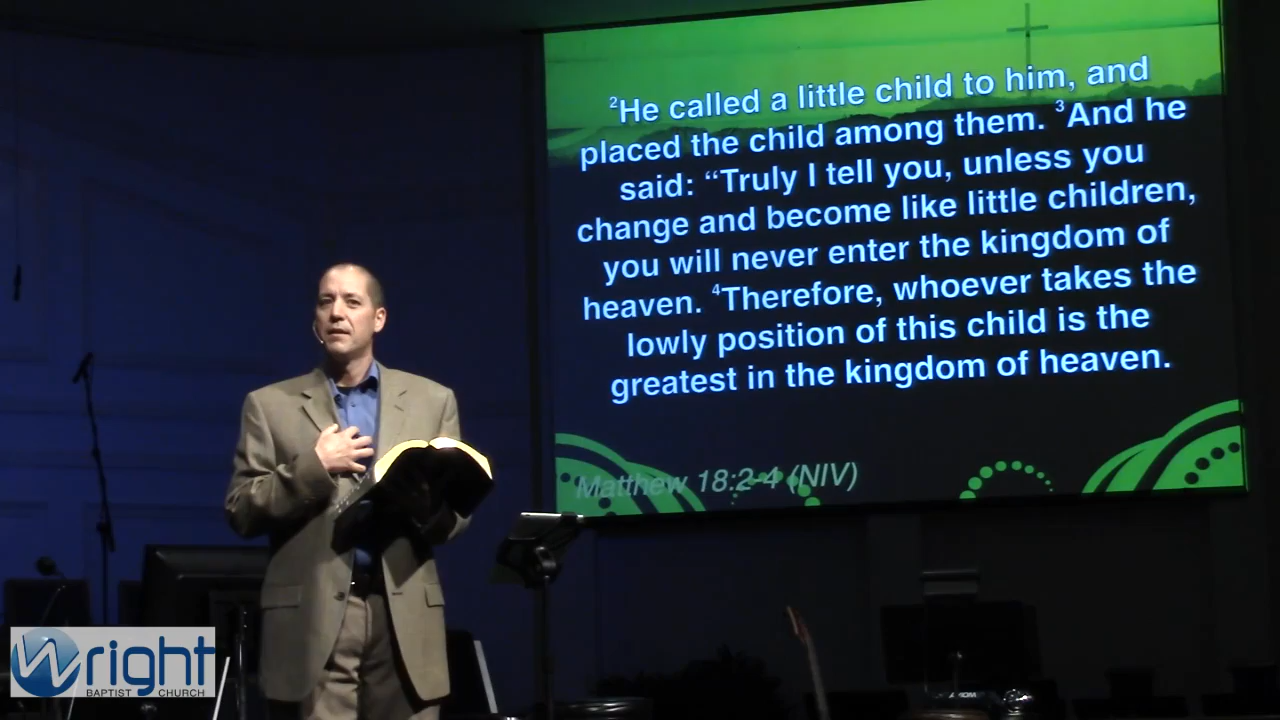 ²He called a little child to him, and
placed the child among them. ³And he
said: “Truly I tell you, unless you
change and become like little children,
you will never enter the kingdom of
heaven. ⁴Therefore, whoever takes the
lowly position of this child is the
greatest in the kingdom of heaven.
Matthew 18:2-4 (NIV)
Wright
BAPTIST CHURCH